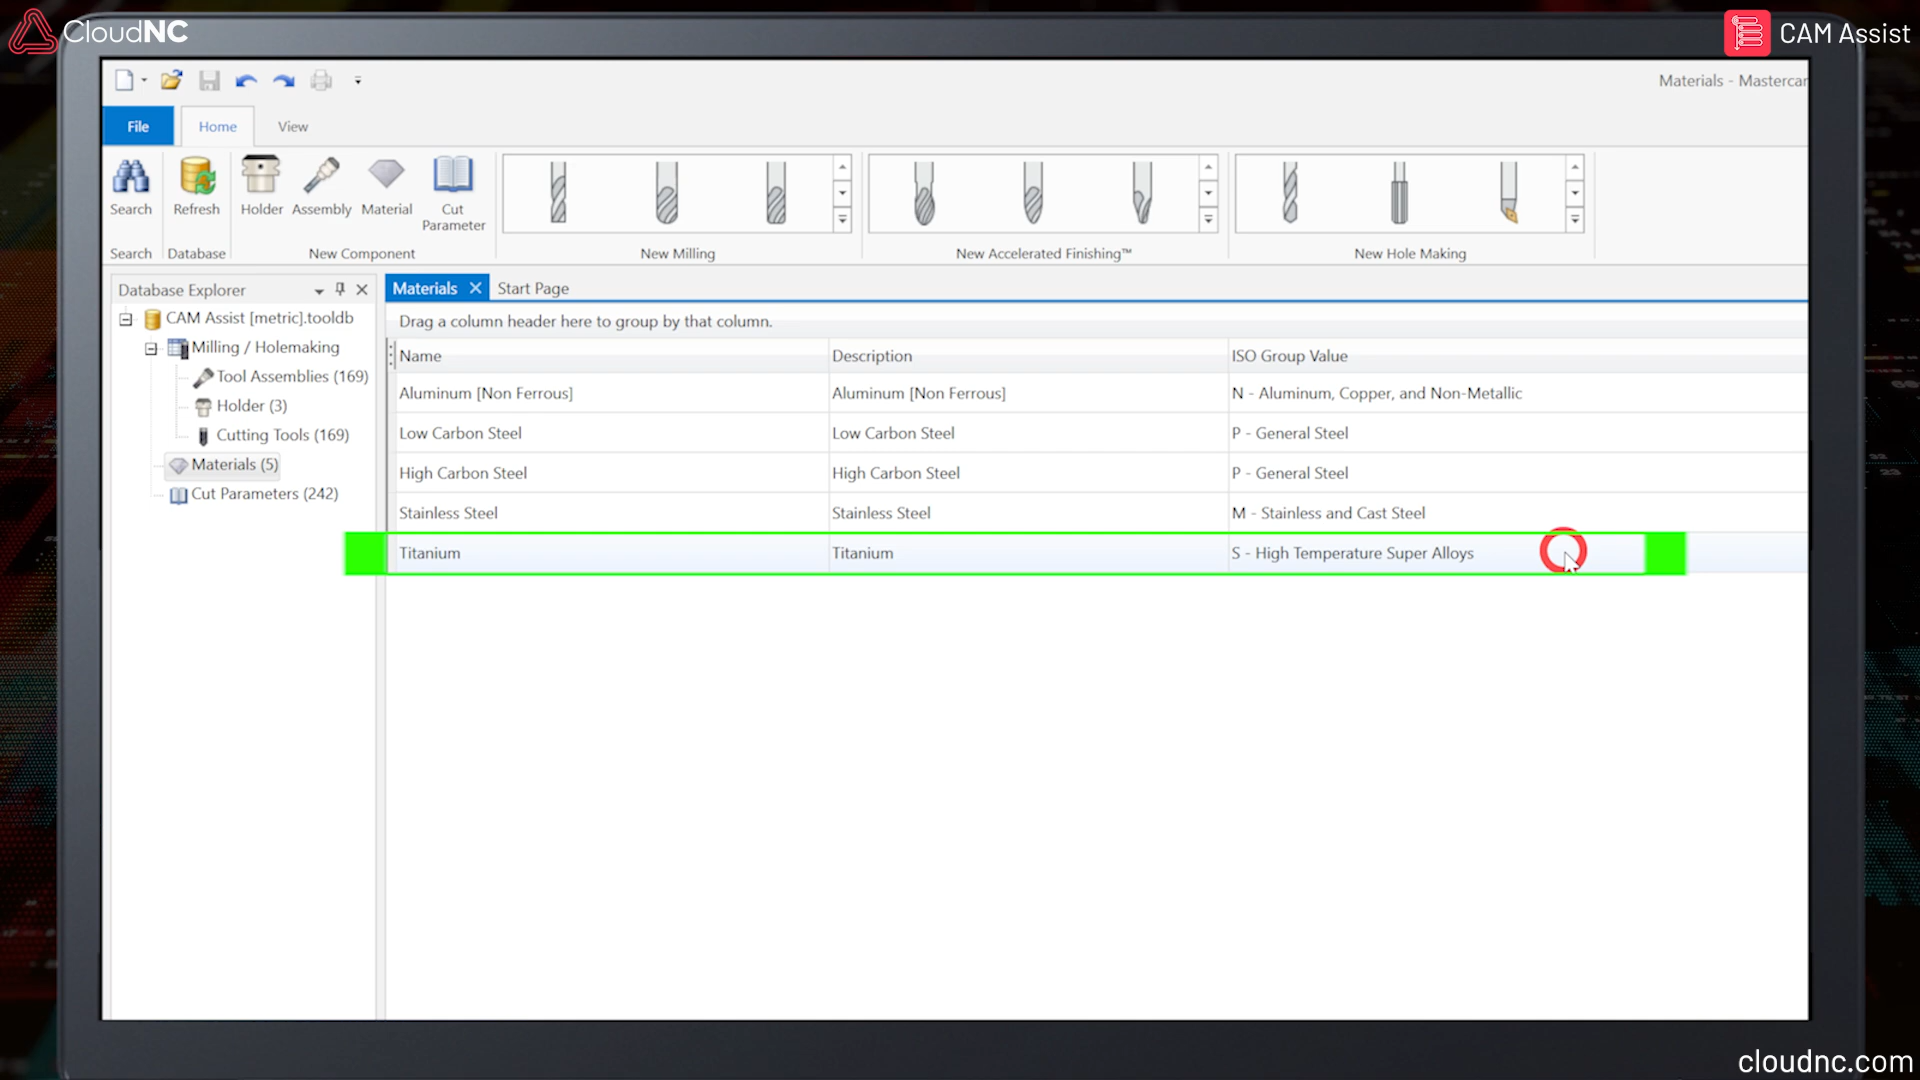 CloudNC
CAM Assist
Materials - Mastercam
File
Home
View
Search
Refresh
Holder
Assembly
Material
Cut
Parameter
Search
Database
New Component
New Milling
New Accelerated Finishing™
New Hole Making
Database Explorer
Materials
Start Page
CAM Assist [metric].tooldb
Milling / Holemaking
Tool Assemblies (169)
Holder (3)
Cutting Tools (169)
Materials (5)
Cut Parameters (242)
Drag a column header here to group by that column.
Name Description ISO Group Value
Aluminum [Non Ferrous] Aluminum [Non Ferrous] N - Aluminum, Copper, and Non-Metallic
Low Carbon Steel Low Carbon Steel P - General Steel
High Carbon Steel High Carbon Steel P - General Steel
Stainless Steel Stainless Steel M - Stainless and Cast Steel
Titanium Titanium S - High Temperature Super Alloys
cloudnc.com